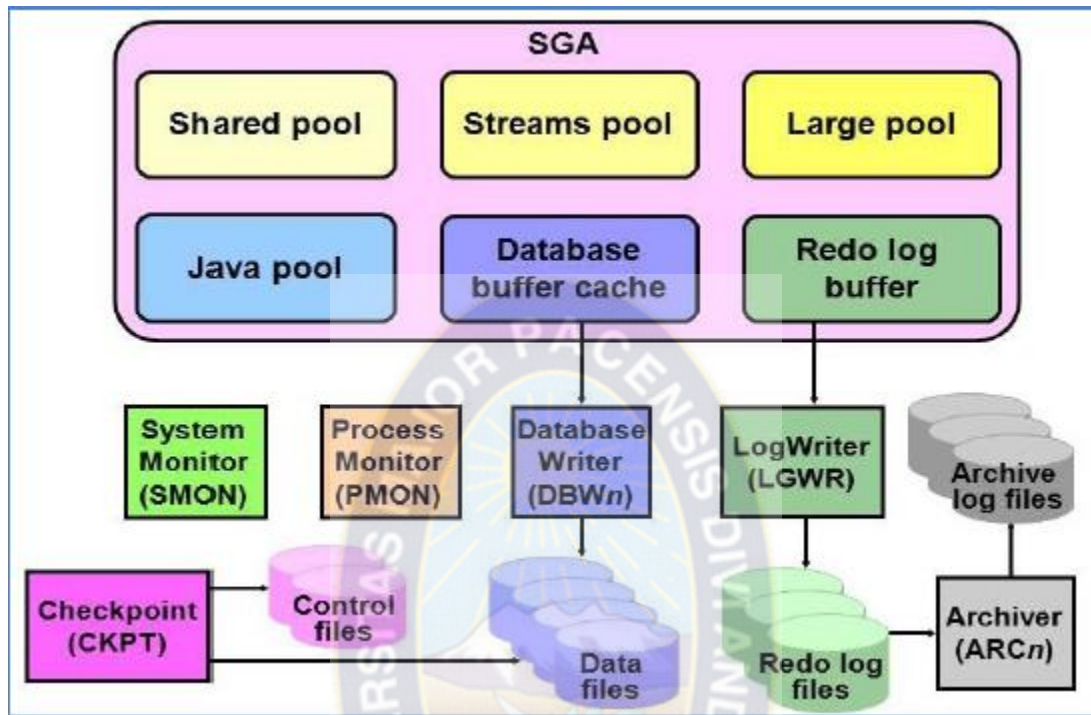 SGA
Shared pool
Streams pool
Large pool
Java pool
Database
buffer cache
Redo log
buffer
System
Monitor
(SMON)
Process
Monitor
(PMON)
Database
Writer
(DBWn)
LogWriter
(LGWR)
Archive
log files
Checkpoint
(CKPT)
Control
files
Data
files
Redo log
files
Archiver
(ARCn)
PACENSIS